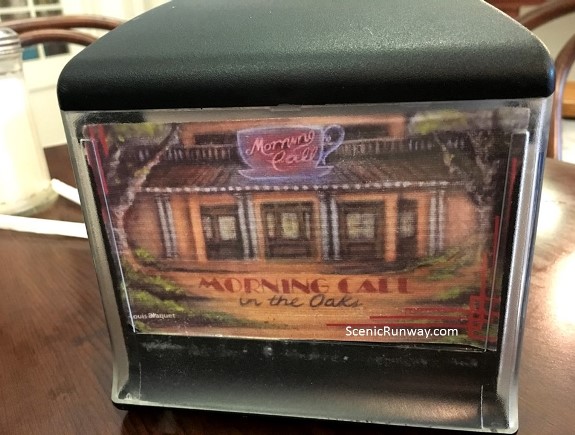 Morning
Call
MORNING CALL
in the Oaks
ScenicRunway.com